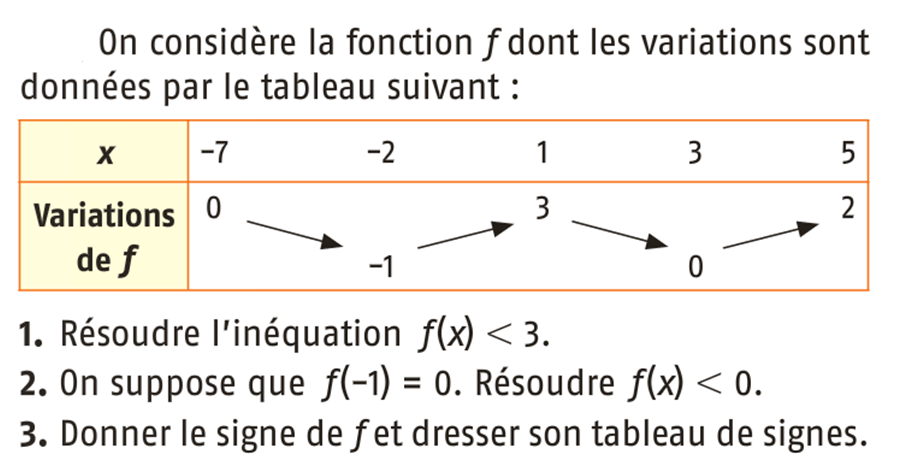 On considère la fonction f dont les variations sont
données par le tableau suivant :
x −7 −2 1 3 5
Variations de f 0 −1 3 0 2
1. Résoudre l'inéquation f(x) < 3.
2. On suppose que f(−1) = 0. Résoudre f(x) < 0.
3. Donner le signe de f et dresser son tableau de signes.